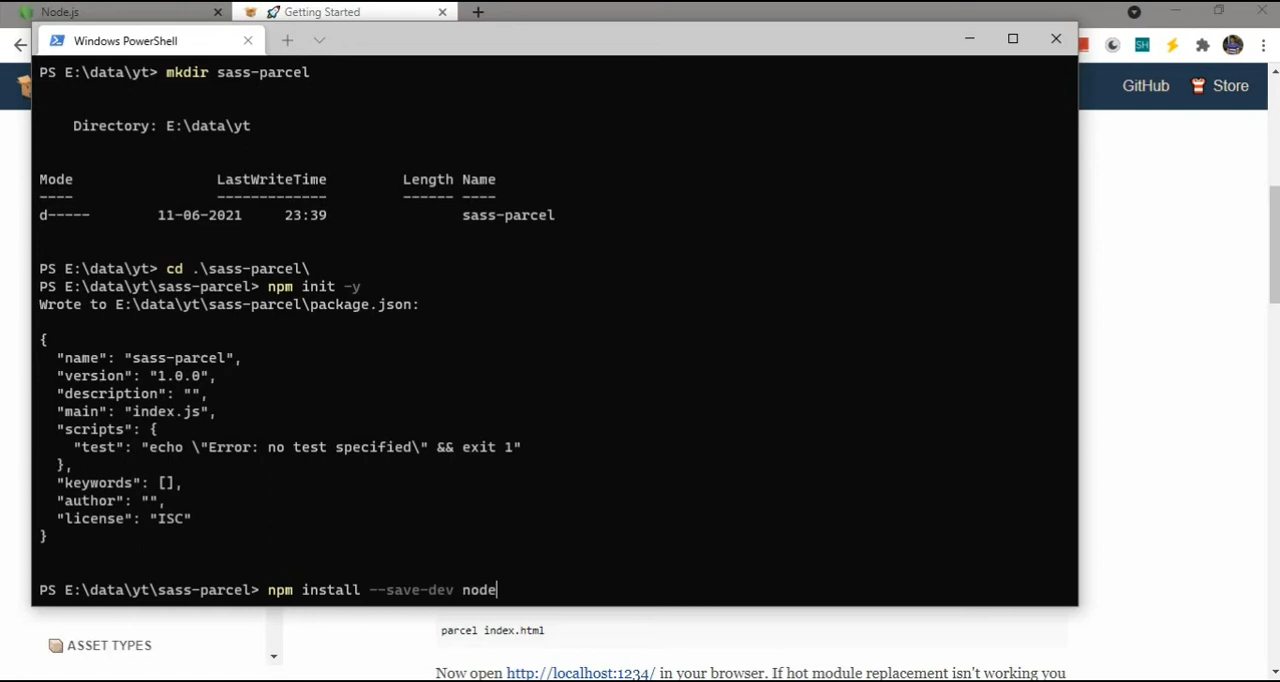 Node.js
Getting Started
Windows PowerShell
SH
GitHub
Store
PS E:\data\yt> mkdir sass-parcel
Directory: E:\data\yt
Mode LastWriteTime Length Name
---- ------------- ------ ----
d----- 11-06-2021 23:39 sass-parcel
PS E:\data\yt> cd .\sass-parcel\
PS E:\data\yt\sass-parcel> npm init -y
Wrote to E:\data\yt\sass-parcel\package.json:
{
"name": "sass-parcel",
"version": "1.0.0",
"description": "",
"main": "index.js",
"scripts": {
"test": "echo \"Error: no test specified\" && exit 1"
},
"keywords": [],
"author": "",
"license": "ISC"
}
PS E:\data\yt\sass-parcel> npm install --save-dev node
parcel index.html
ASSET TYPES
Now open http://localhost:1234/ in your browser. If hot module replacement isn't working you